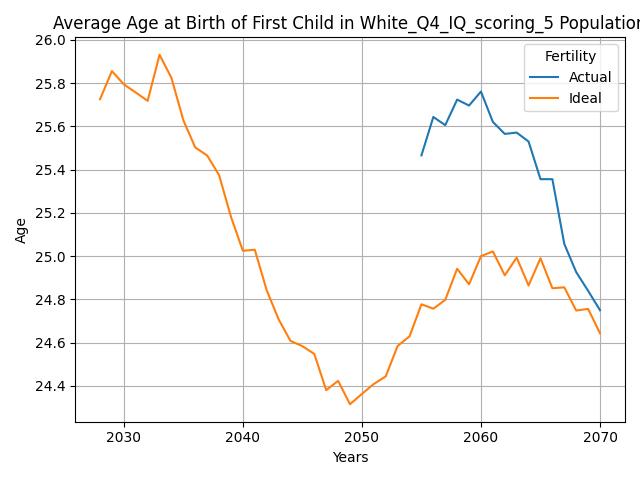 Average Age at Birth of First Child in White_Q4_IQ_scoring_5 Population
26.0
25.8
25.6
25.4
25.2
25.0
24.8
24.6
24.4
Age
Fertility
Actual
Ideal
2030 2040 2050 2060 2070
Years